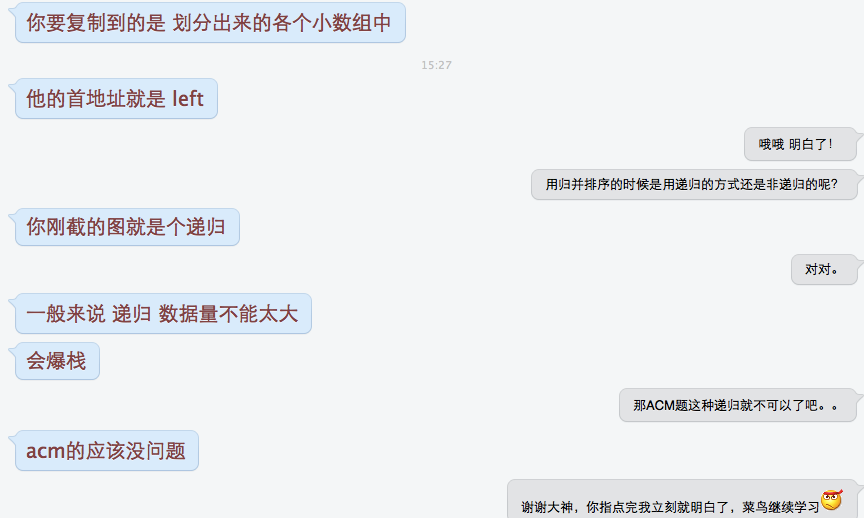 你要复制到的是 划分出来的各个小数组中
15:27
他的首地址就是 left
哦哦 明白了！
用归并排序的时候是用递归的方式还是非递归的呢？
你刚截的图就是个递归
对对。
一般来说 递归 数据量不能太大
会爆栈
那ACM题这种递归就不可以了吧。。
acm的应该没问题
谢谢大神，你指点完我立刻就明白了，菜鸟继续学习